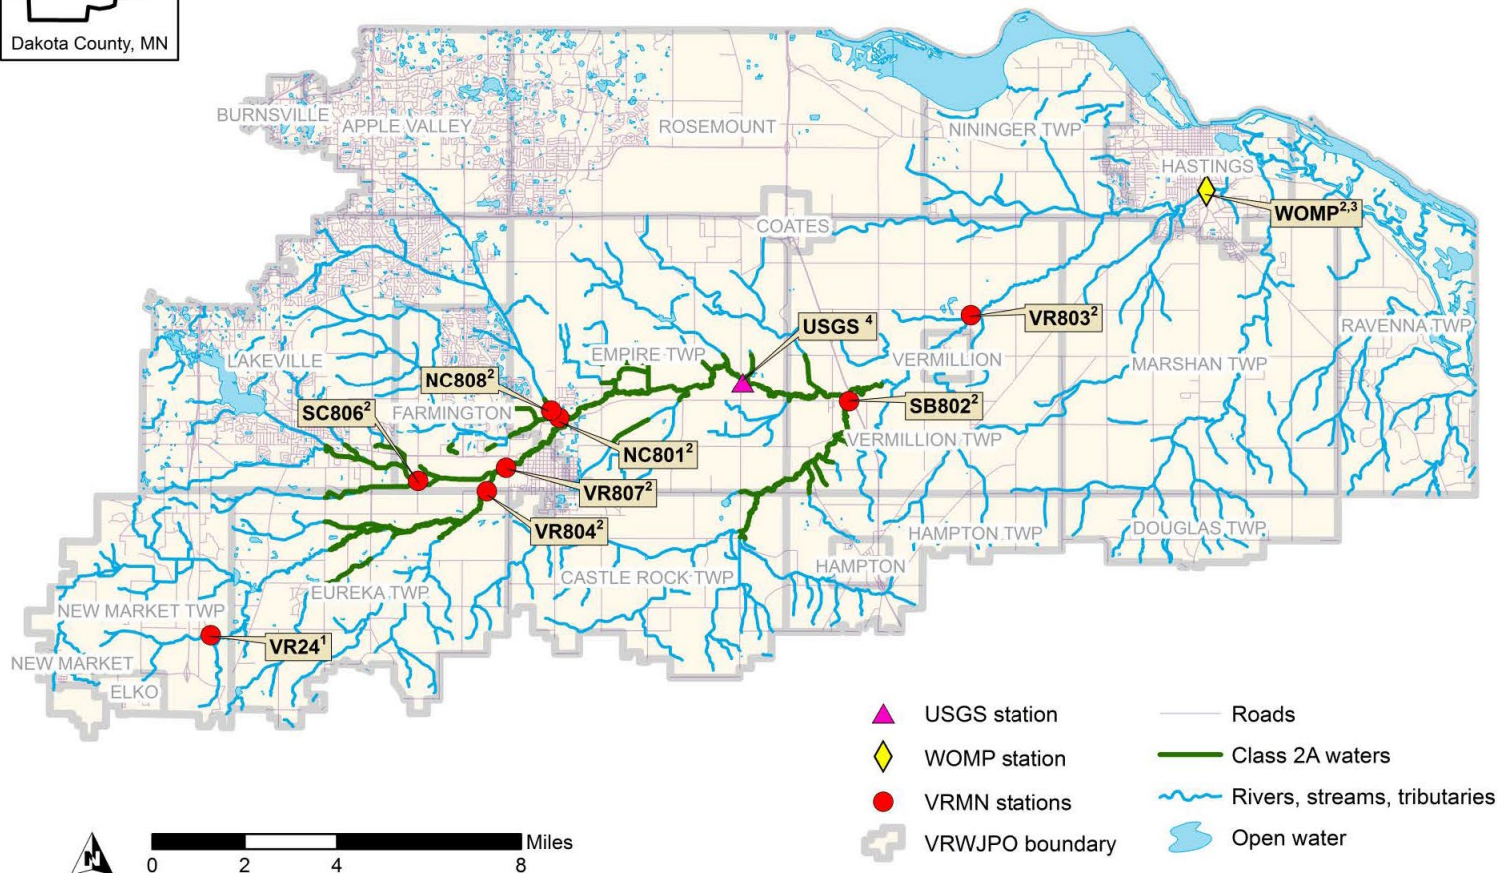 Dakota County, MN
BURNSVILLE
APPLE VALLEY
ROSEMOUNT
NININGER TWP
HASTINGS
WOMP2,3
COATES
VR8032
USGS 4
RAVENNA TWP
LAKEVILLE
EMPIRE TWP
VERMILLION
MARSHAN TWP
NC8082
SC8062
FARMINGTON
SB8022
VERMILLION TWP
NC8012
VR8072
VR8042
HAMPTON TWP
DOUGLAS TWP
HAMPTON
CASTLE ROCK TWP
EUREKA TWP
NEW MARKET TWP
VR241
NEW MARKET
ELKO
USGS station
WOMP station
VRMN stations
VRWJPO boundary
Roads
Class 2A waters
Rivers, streams, tributaries
Open water
N
Miles
0 2 4 8